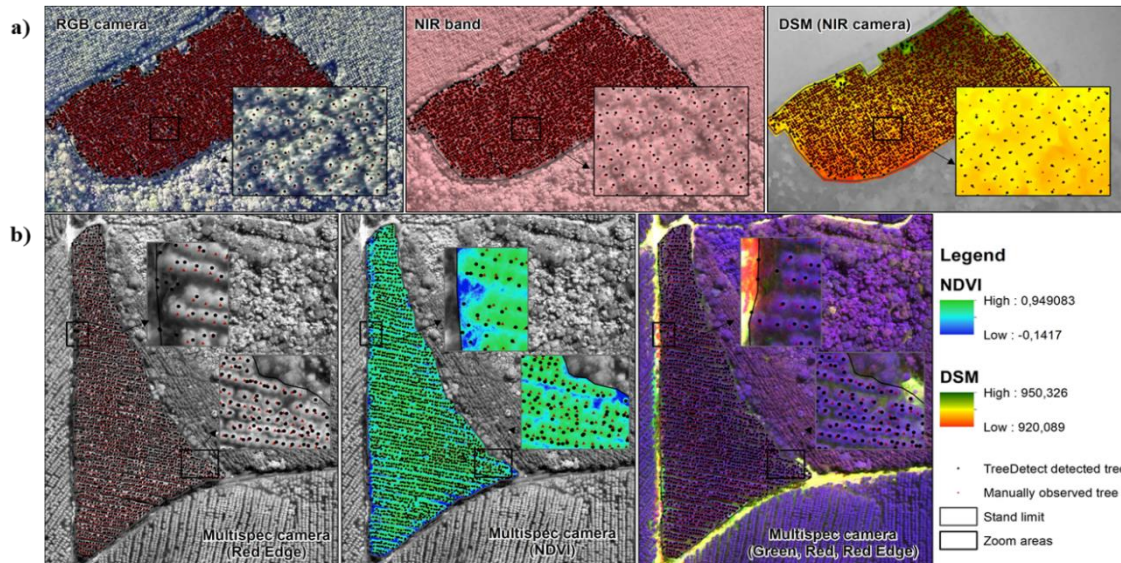 a)
RGB camera
NIR band
DSM (NIR camera)
b)
Multispec camera
(Red Edge)
Multispec camera
(NDVI)
Multispec camera
(Green, Red, Red Edge)
Legend
NDVI
High : 0,949083
Low : -0,1417
DSM
High : 950,326
Low : 920,089
TreeDetect detected tree
Manually observed tree
Stand limit
Zoom areas